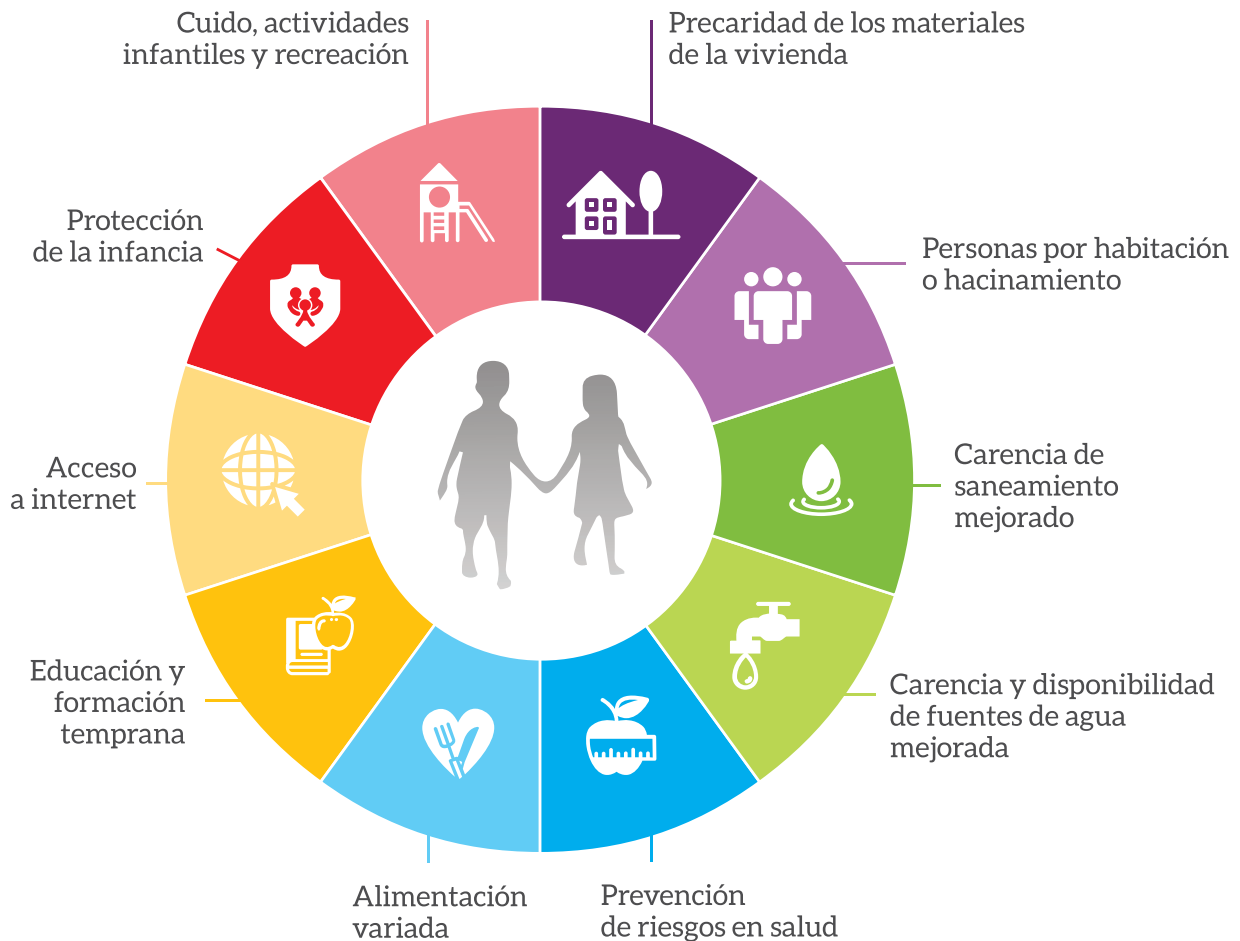 Cuido, actividades
infantiles y recreación
Precaridad de los materiales
de la vivienda
Personas por habitación
o hacinamiento
Carencia de
saneamiento
mejorado
Carencia y disponibilidad
de fuentes de agua
mejorada
Prevención
de riesgos en salud
Alimentación
variada
Educación y
formación
temprana
Acceso
a internet
Protección
de la infancia